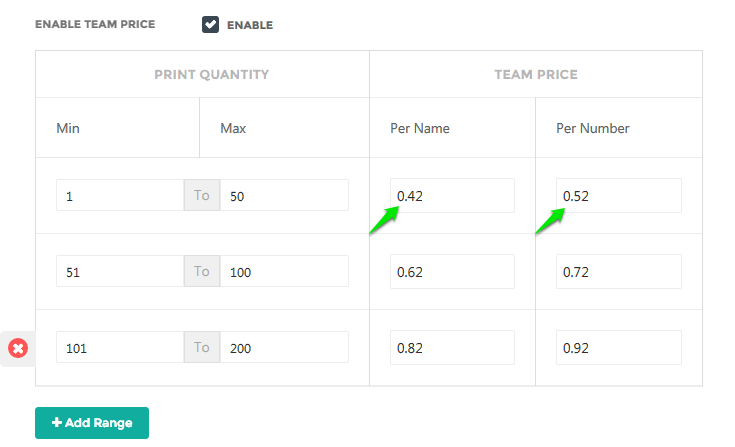 ENABLE TEAM PRICE ENABLE
PRINT QUANTITY TEAM PRICE
Min Max Per Name Per Number
1 To 50 0.42 0.52
51 To 100 0.62 0.72
101 To 200 0.82 0.92
Add Range